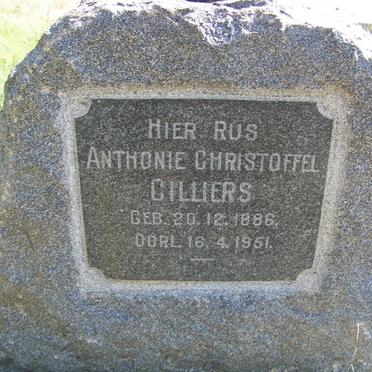 HIER RUS
ANTHONIE CHRISTOFFEL
CILLIERS
GEB. 20.12.1886.
OORL. 16.4.1951.